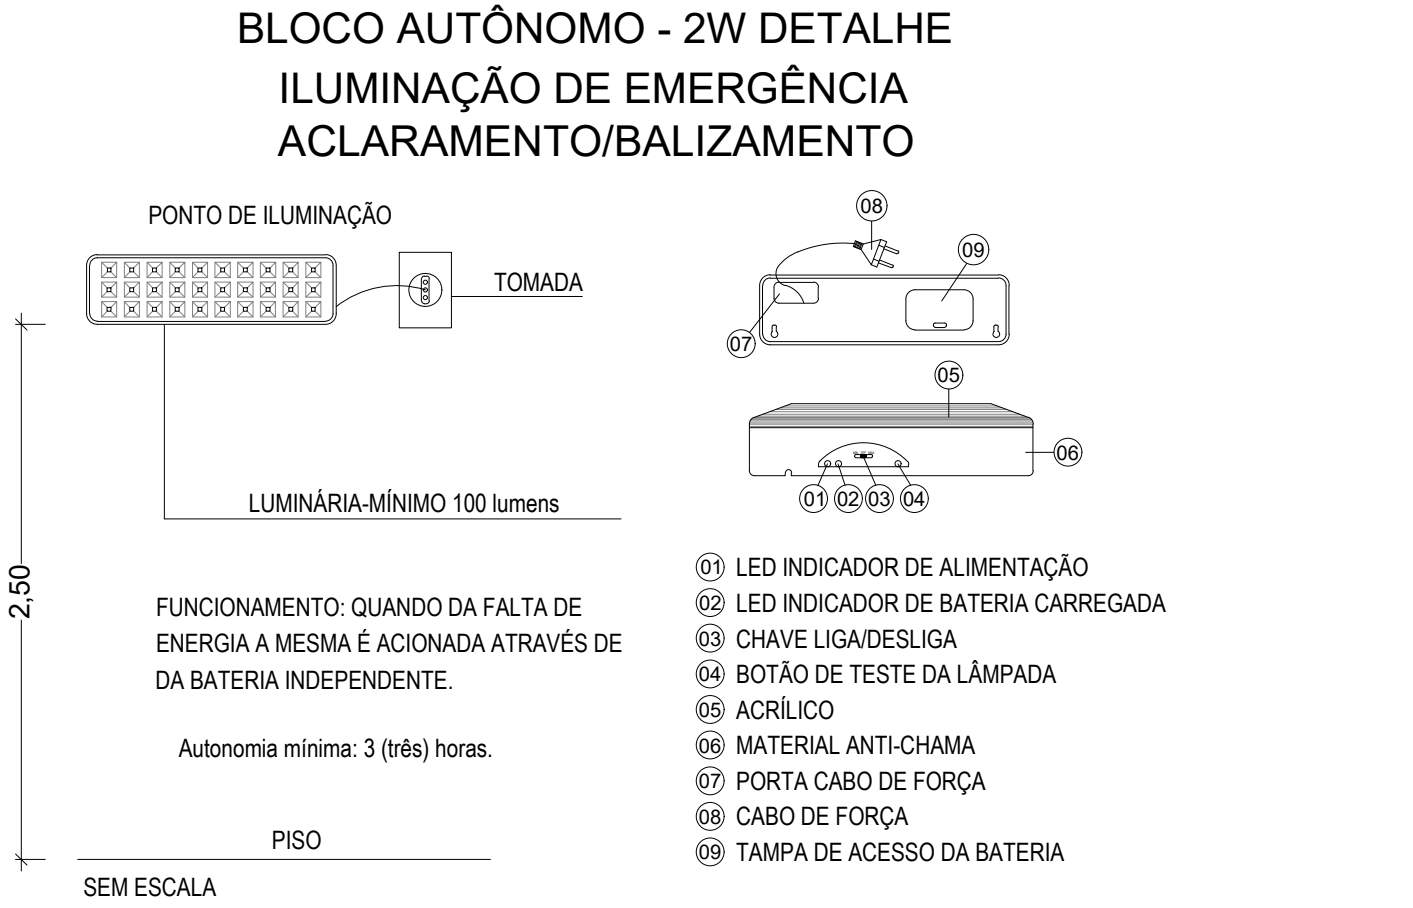 BLOCO AUTÔNOMO - 2W DETALHE
ILUMINAÇÃO DE EMERGÊNCIA
ACLARAMENTO/BALIZAMENTO
PONTO DE ILUMINAÇÃO
TOMADA
LUMINÁRIA-MÍNIMO 100 lumens
2,50
FUNCIONAMENTO: QUANDO DA FALTA DE
ENERGIA A MESMA É ACIONADA ATRAVÉS DE
DA BATERIA INDEPENDENTE.
Autonomia mínima: 3 (três) horas.
PISO
SEM ESCALA
08
09
07
05
06
01 02 03 04
01 LED INDICADOR DE ALIMENTAÇÃO
02 LED INDICADOR DE BATERIA CARREGADA
03 CHAVE LIGA/DESLIGA
04 BOTÃO DE TESTE DA LÂMPADA
05 ACRÍLICO
06 MATERIAL ANTI-CHAMA
07 PORTA CABO DE FORÇA
08 CABO DE FORÇA
09 TAMPA DE ACESSO DA BATERIA